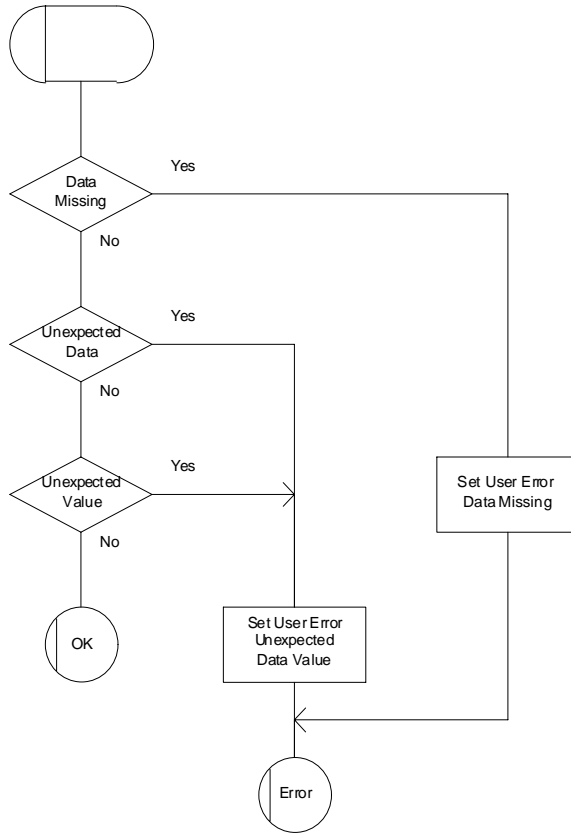 Yes
Data
Missing
No
Yes
Unexpected
Data
No
Yes
Unexpected
Value
No
Set User Error
Data Missing
Set User Error
Unexpected
Data Value
OK
Error